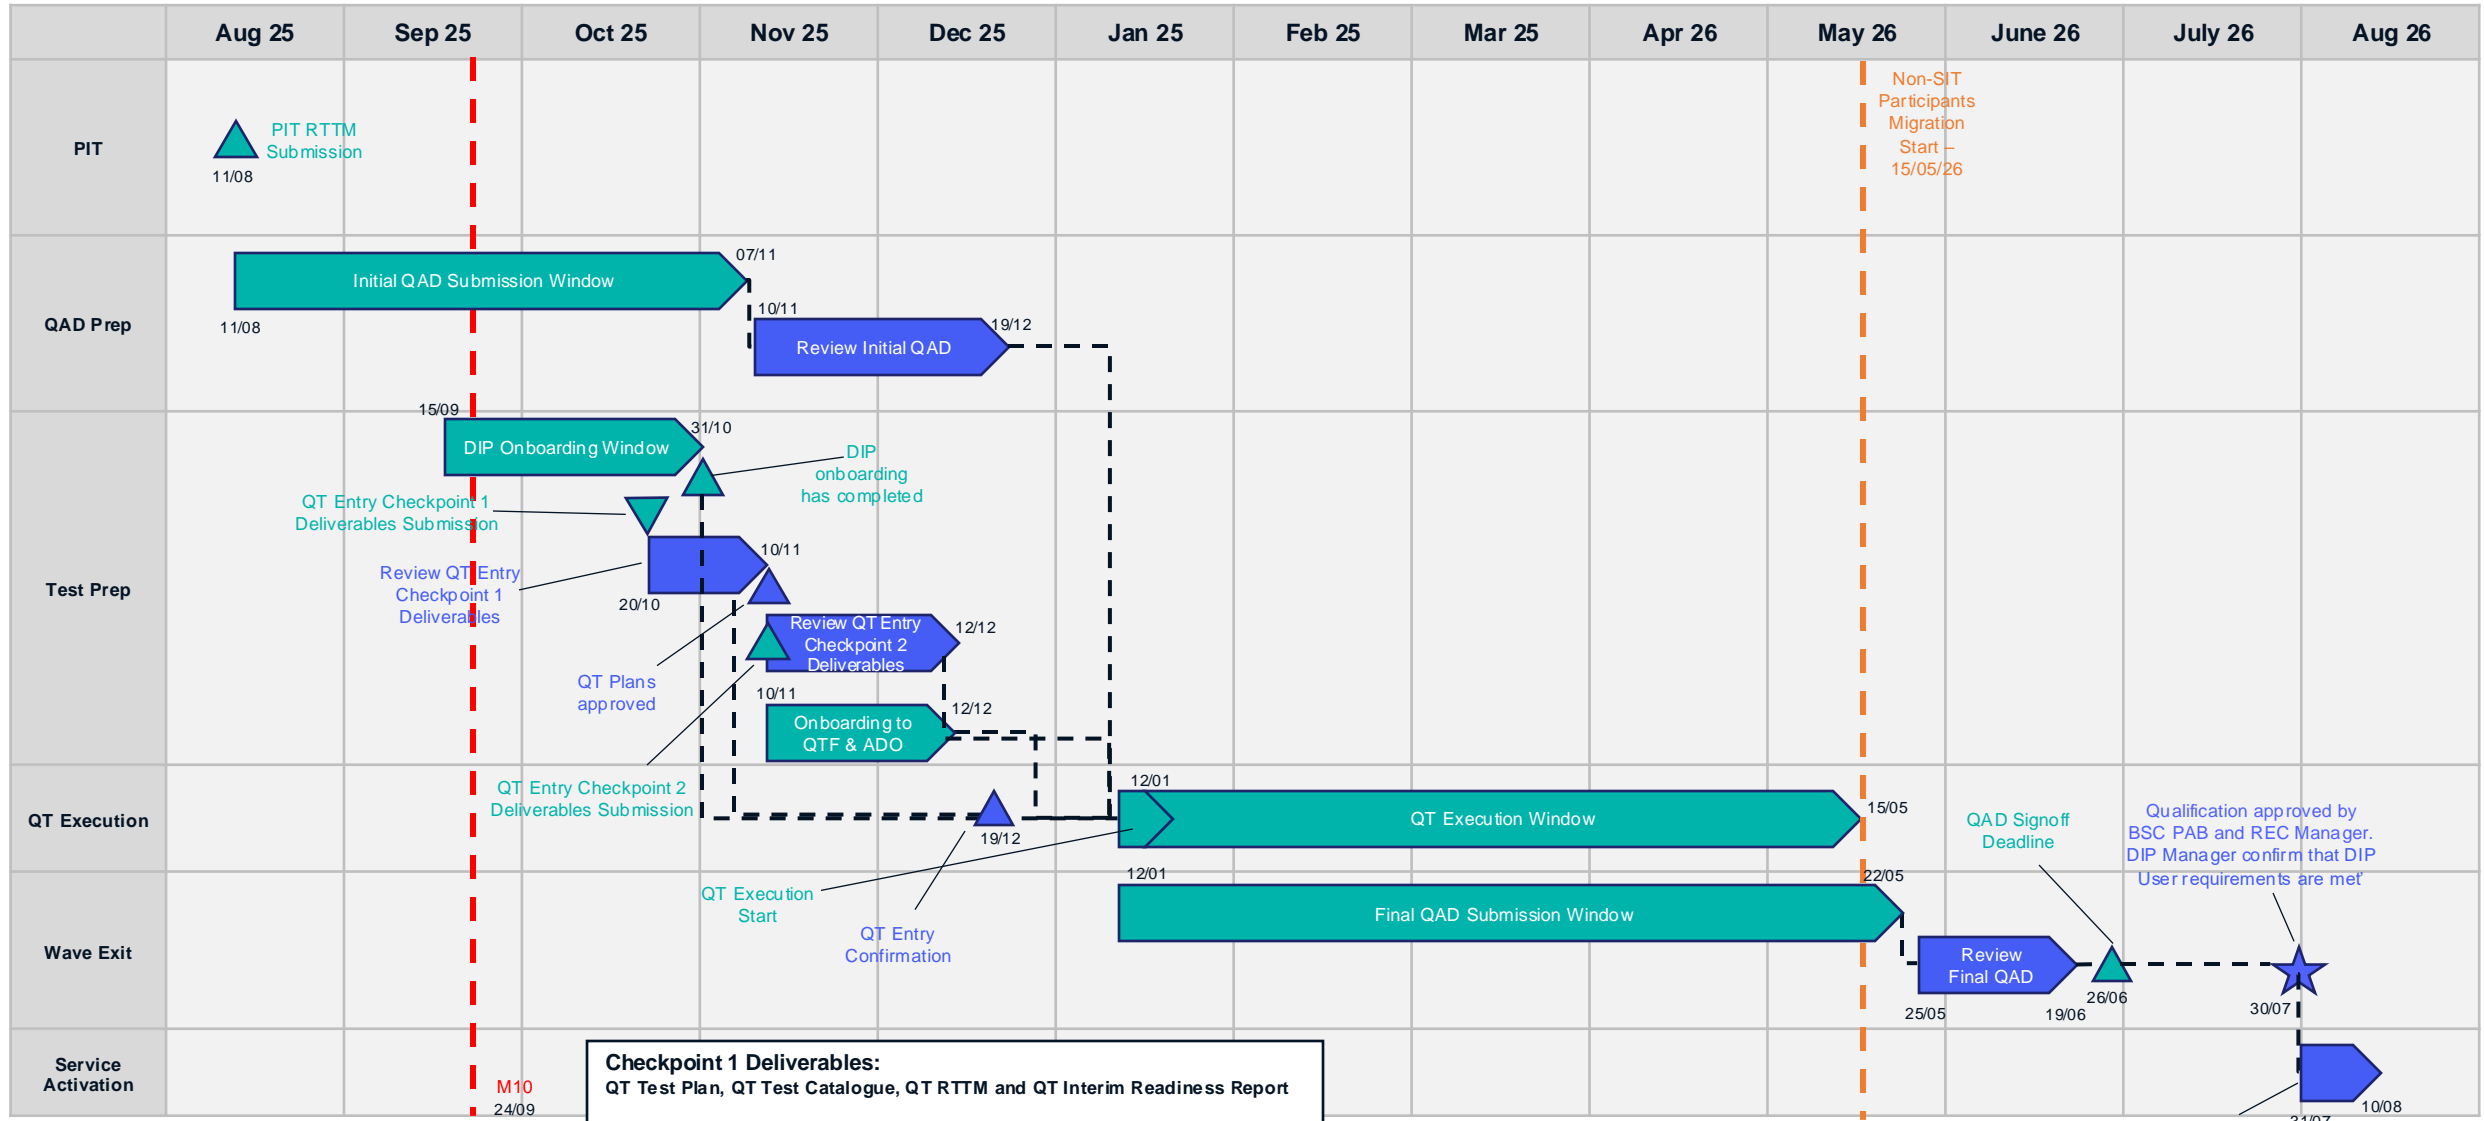 Aug 25
Sep 25
Oct 25
Nov 25
Dec 25
Jan 25
Feb 25
Mar 25
Apr 26
May 26
June 26
July 26
Aug 26
PIT
PIT RTTM
Submission
11/08
Non-SIT
Participants
Migration
Start –
15/05/26
QAD Prep
Initial QAD Submission Window
07/11
11/08
10/11
Review Initial QAD
19/12
Test Prep
15/09
DIP Onboarding Window
31/10
DIP
onboarding
has completed
QT Entry Checkpoint 1
Deliverables Submission
Review QT Entry
Checkpoint 1
Deliverables
10/11
20/10
QT Plans
approved
Review QT Entry
Checkpoint 2
Deliverables
12/12
10/11
Onboarding to
QTF & ADO
12/12
QT Entry Checkpoint 2
Deliverables Submission
QT Execution
19/12
12/01
QT Execution Window
15/05
QAD Signoff
Deadline
Qualification approved by
BSC PAB and REC Manager.
DIP Manager confirm that DIP
User requirements are met'
Wave Exit
QT Execution
Start
QT Entry
Confirmation
12/01
Final QAD Submission Window
22/05
Review
Final QAD
25/05
19/06
26/06
30/07
Service
Activation
M10
24/09
Checkpoint 1 Deliverables:
QT Test Plan, QT Test Catalogue, QT RTTM and QT Interim Readiness Report
31/07
10/08